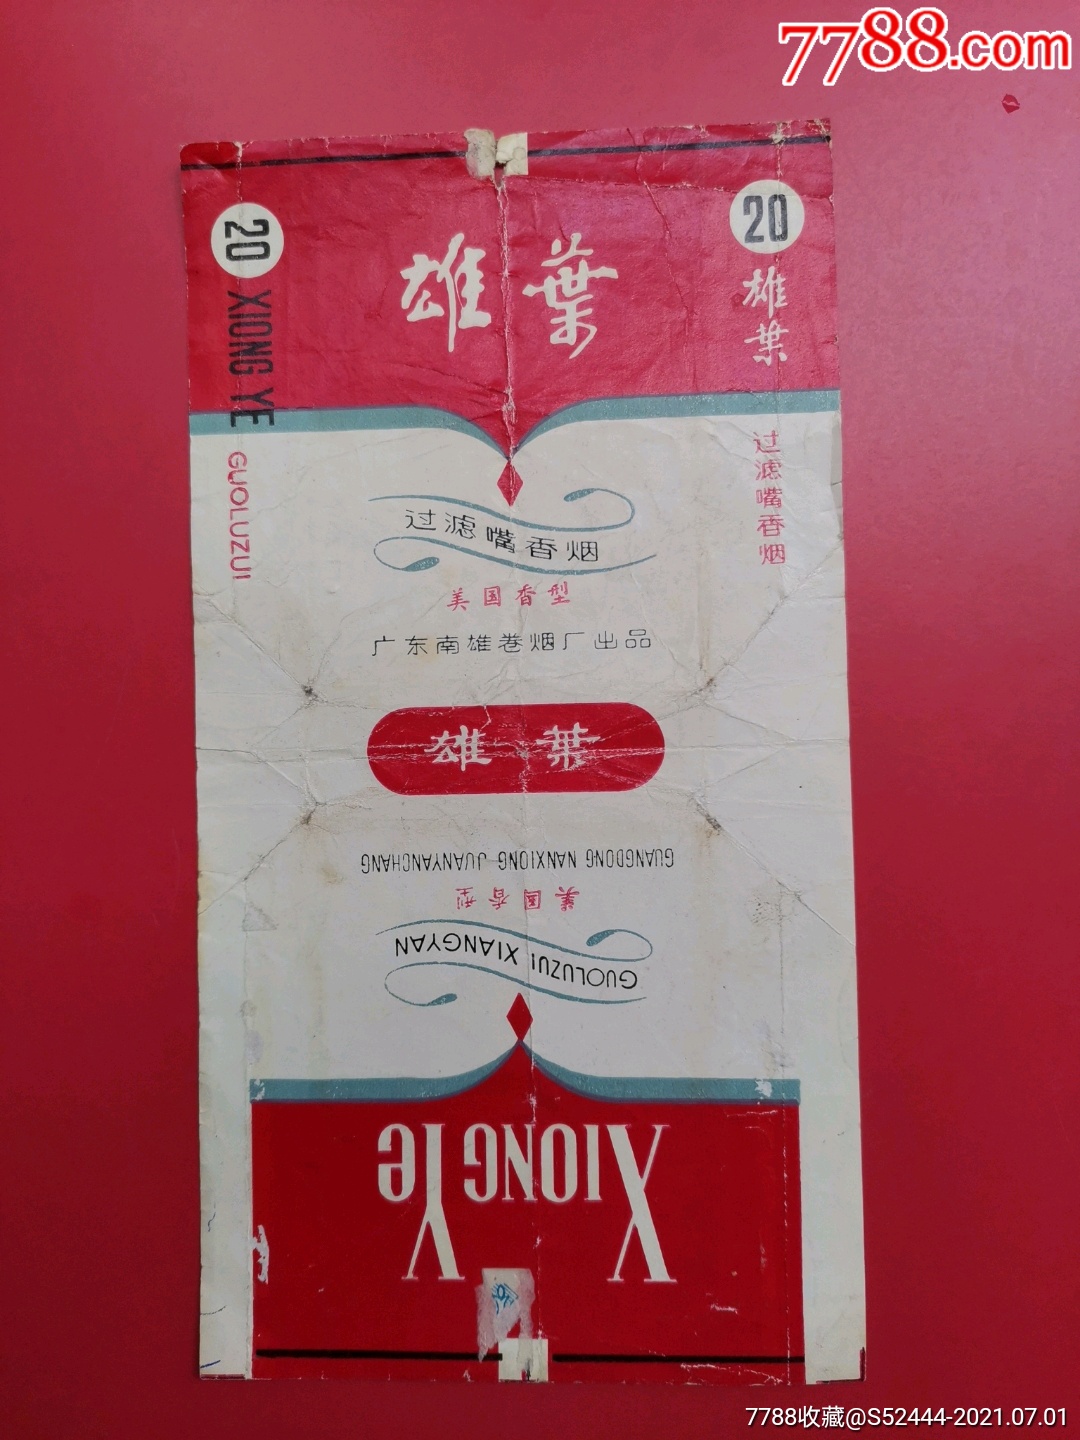 7788.com
20
XIONG YE
GUOLUZUI
雄葉
20
雄葉
过滤嘴香烟
过滤嘴香烟
美国香型
广东南雄卷烟厂出品
雄葉
GUANGDONG NANXIONG JUANYANCHANG
美国香型
GUOLUZUI XIANGYAN
XIONGYe
7788收藏@S52444-2021.07.01